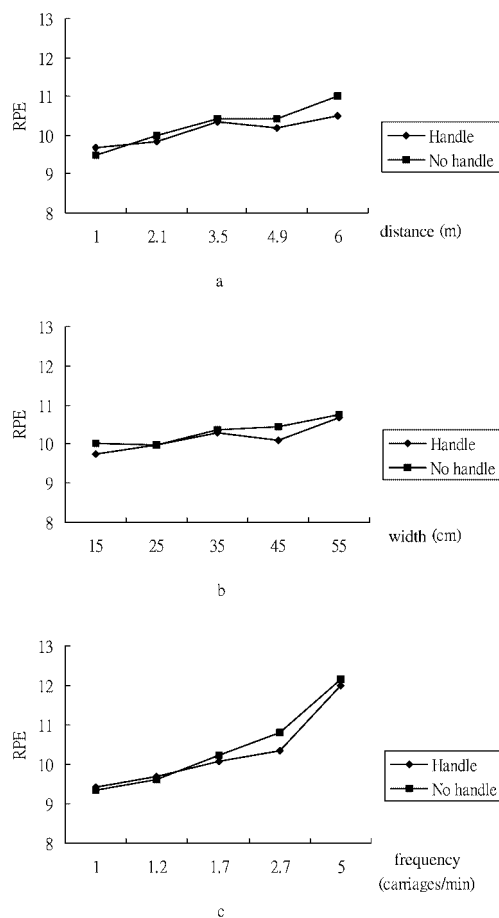 13
12
11
10
9
8
RPE
1 2.1 3.5 4.9 6
distance (m)
Handle
No handle
a
13
12
11
10
9
8
RPE
15 25 35 45 55
width (cm)
Handle
No handle
b
13
12
11
10
9
8
RPE
1 1.2 1.7 2.7 5
frequency
(carriages/min)
Handle
No handle
c